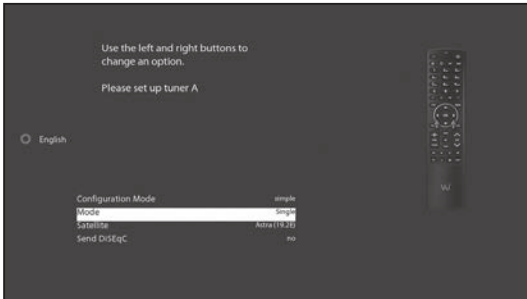 Use the left and right buttons to
change an option.
Please set up tuner A
English
Configuration Mode simple
Mode Single
Satellite Astra (19.2E)
Send DiSEqC no